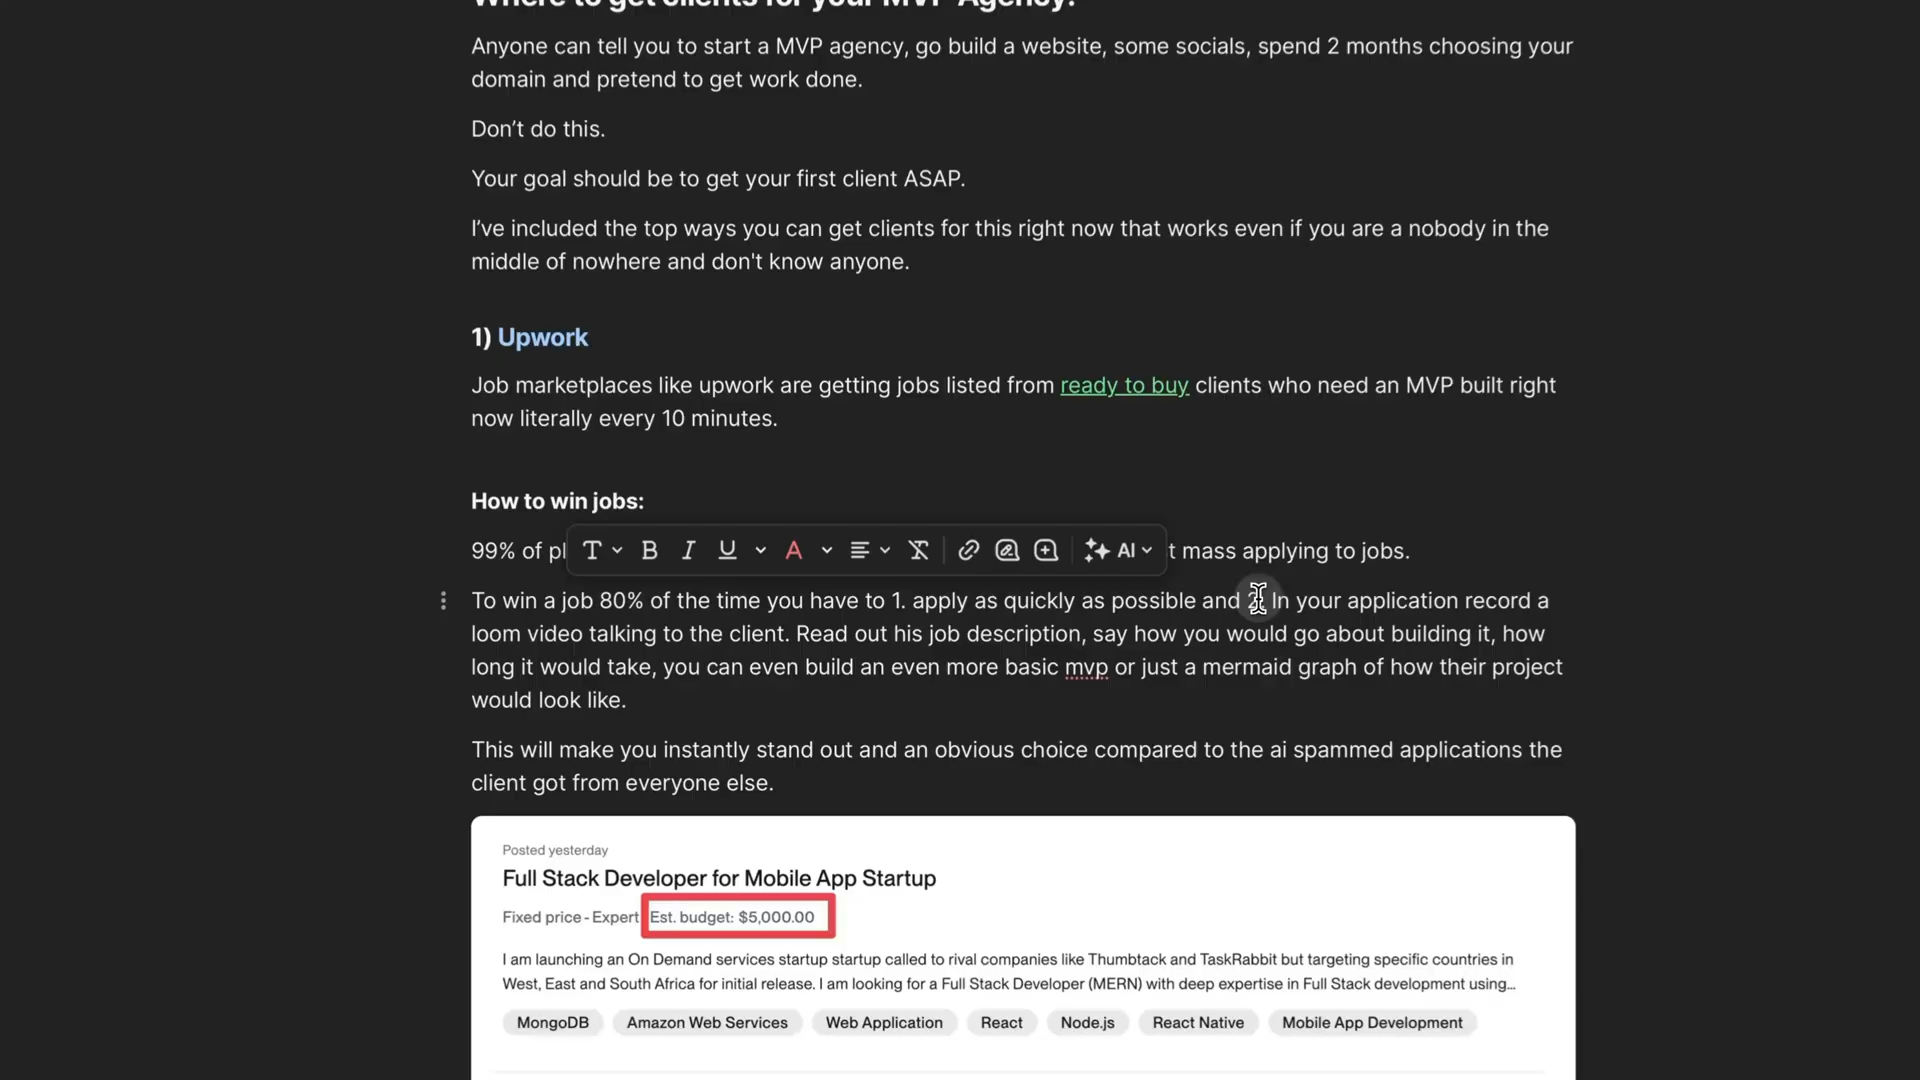 Where to get clients for your MVP Agency?
Anyone can tell you to start a MVP agency, go build a website, some socials, spend 2 months choosing your
domain and pretend to get work done.
Don’t do this.
Your goal should be to get your first client ASAP.
I’ve included the top ways you can get clients for this right now that works even if you are a nobody in the
middle of nowhere and don't know anyone.
1) Upwork
Job marketplaces like upwork are getting jobs listed from ready to buy clients who need an MVP built right
now literally every 10 minutes.
How to win jobs:
99% of pl
T B I U A AI
t mass applying to jobs.
To win a job 80% of the time you have to 1. apply as quickly as possible and In your application record a
loom video talking to the client. Read out his job description, say how you would go about building it, how
long it would take, you can even build an even more basic mvp or just a mermaid graph of how their project
would look like.
This will make you instantly stand out and an obvious choice compared to the ai spammed applications the
client got from everyone else.
Posted yesterday
Full Stack Developer for Mobile App Startup
Fixed price - Expert Est. budget: $5,000.00
I am launching an On Demand services startup startup called to rival companies like Thumbtack and TaskRabbit but targeting specific countries in
West, East and South Africa for initial release. I am looking for a Full Stack Developer (MERN) with deep expertise in Full Stack development using...
MongoDB Amazon Web Services Web Application React Node.js React Native Mobile App Development